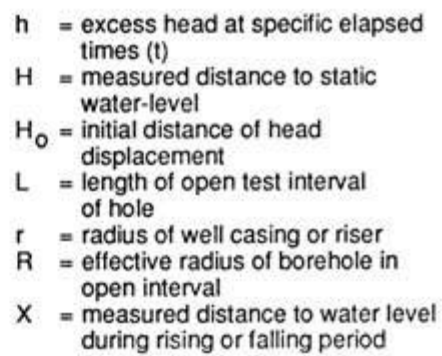 h = excess head at specific elapsed
times (t)
H = measured distance to static
water-level
Ho = initial distance of head
displacement
L = length of open test interval
of hole
r = radius of well casing or riser
R = effective radius of borehole in
open interval
X = measured distance to water level
during rising or falling period